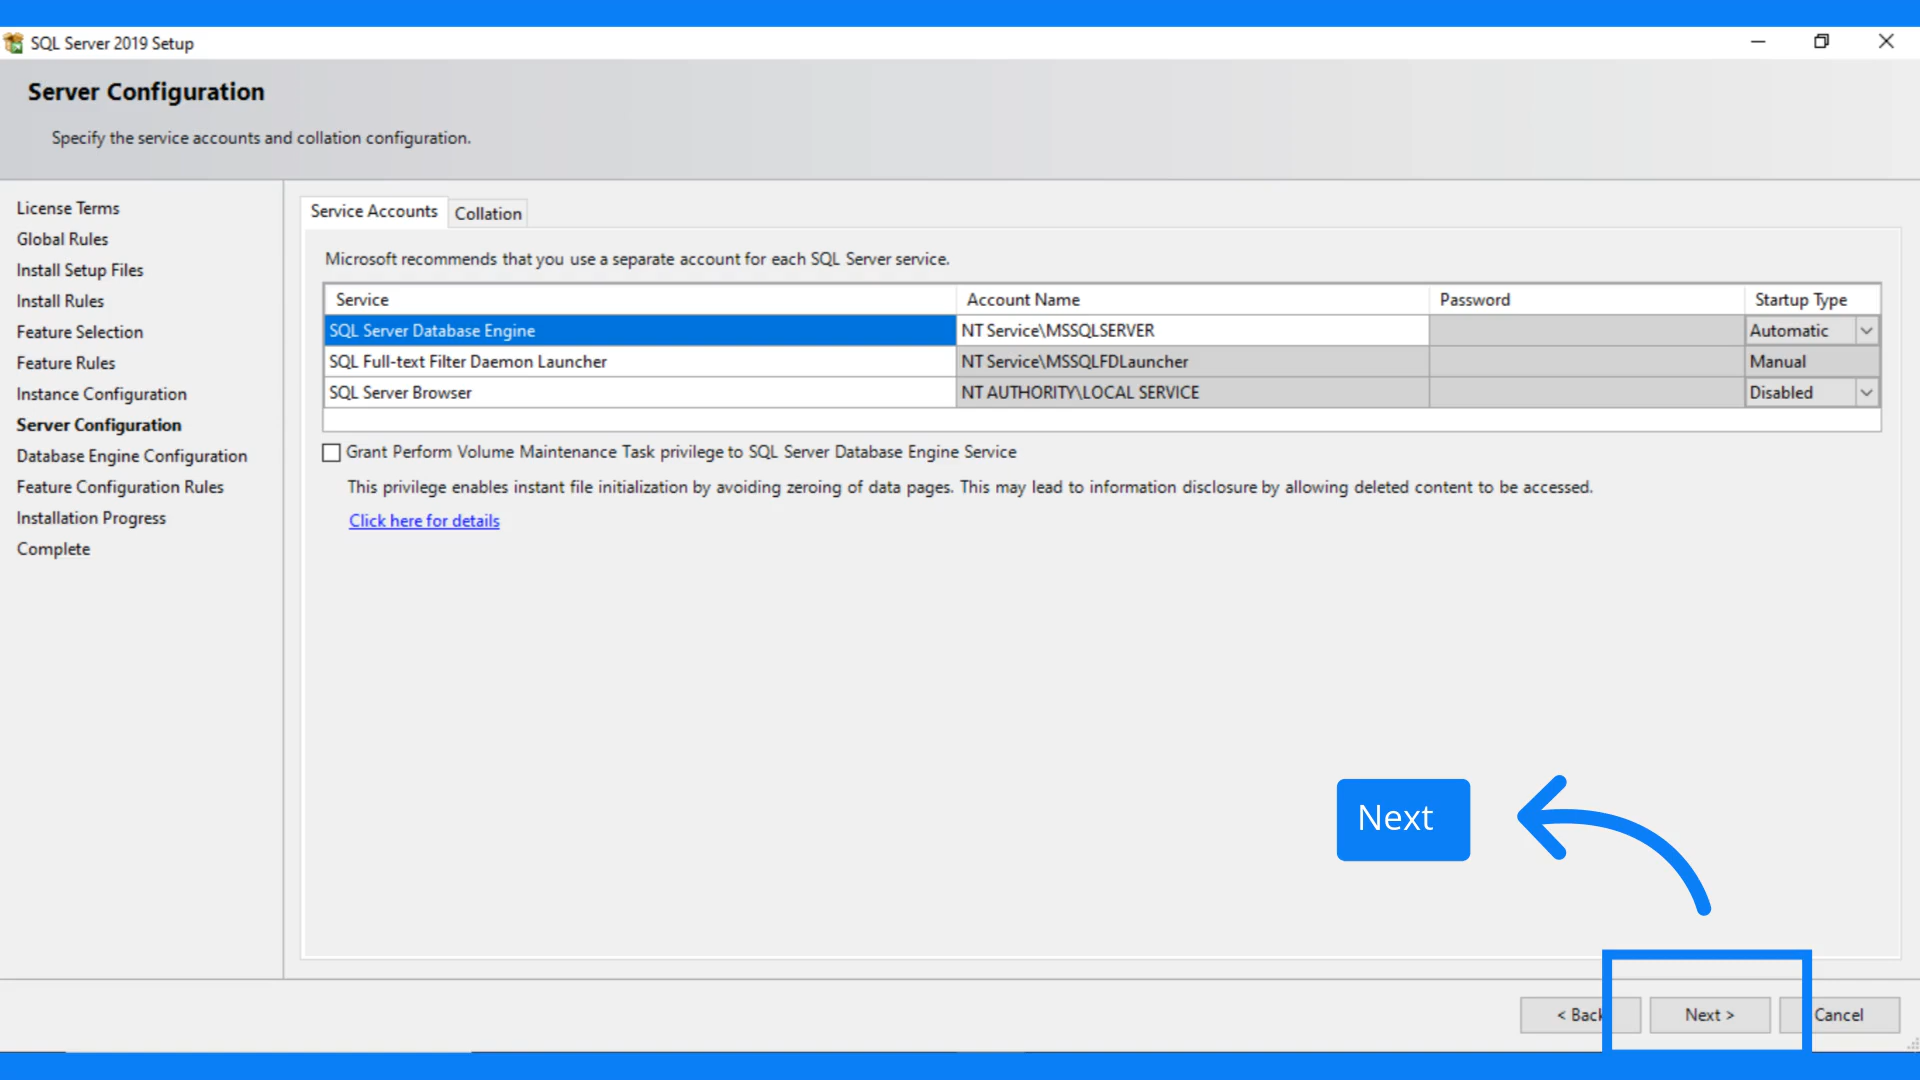 SQL Server 2019 Setup
Server Configuration
Specify the service accounts and collation configuration.
License Terms
Global Rules
Install Setup Files
Install Rules
Feature Selection
Feature Rules
Instance Configuration
Server Configuration
Database Engine Configuration
Feature Configuration Rules
Installation Progress
Complete
Service Accounts Collation
Microsoft recommends that you use a separate account for each SQL Server service.
Service Account Name Password Startup Type
SQL Server Database Engine NT Service\MSSQLSERVER Automatic
SQL Full-text Filter Daemon Launcher NT Service\MSSQLFDLauncher Manual
SQL Server Browser NT AUTHORITY\LOCAL SERVICE Disabled
Grant Perform Volume Maintenance Task privilege to SQL Server Database Engine Service
This privilege enables instant file initialization by avoiding zeroing of data pages. This may lead to information disclosure by allowing deleted content to be accessed.
Click here for details
Next
< Back Next > Cancel